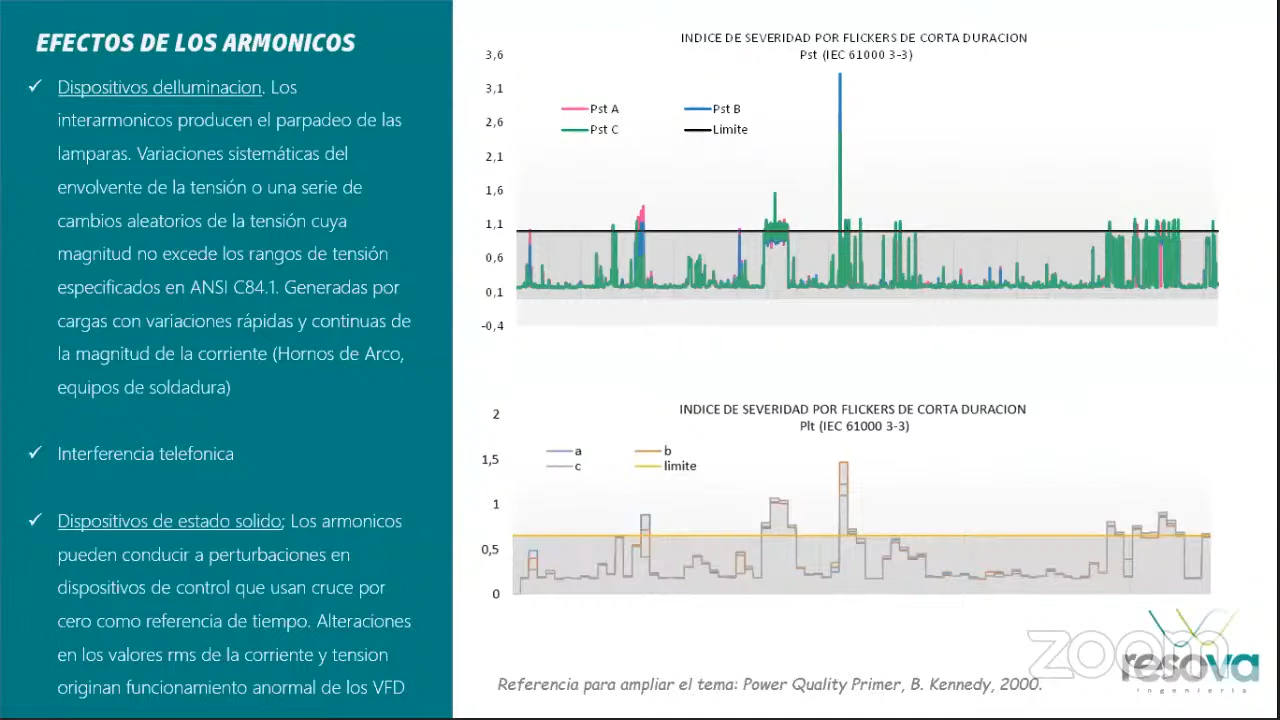 EFECTOS DE LOS ARMONICOS
✓ Dispositivos delluminacion. Los
interarmonicos producen el parpadeo de las
lamparas. Variaciones sistemáticas del
envolvente de la tensión o una serie de
cambios aleatorios de la tensión cuya
magnitud no excede los rangos de tensión
especificados en ANSI C84.1. Generadas por
cargas con variaciones rápidas y continuas de
la magnitud de la corriente (Hornos de Arco,
equipos de soldadura)
✓ Interferencia telefonica
✓ Dispositivos de estado solido; Los armonicos
pueden conducir a perturbaciones en
dispositivos de control que usan cruce por
cero como referencia de tiempo. Alteraciones
en los valores rms de la corriente y tension
originan funcionamiento anormal de los VFD
INDICE DE SEVERIDAD POR FLICKERS DE CORTA DURACION
Pst (IEC 61000 3-3)
3,6
3,1
2,6
2,1
1,6
1,1
0,6
0,1
-0,4
Pst A
Pst B
Pst C
Limite
INDICE DE SEVERIDAD POR FLICKERS DE CORTA DURACION
Plt (IEC 61000 3-3)
2
1,5
1
0,5
0
a
b
c
limite
zoom
resova
ingeniería
Referencia para ampliar el tema: Power Quality Primer, B. Kennedy, 2000.